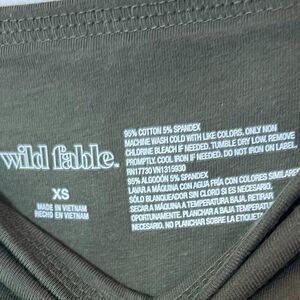 wild fable™
XS
MADE IN VIETNAM
HECHO EN VIETNAM
95% COTTON 5% SPANDEX
MACHINE WASH COLD WITH LIKE COLORS. ONLY NON
CHLORINE BLEACH IF NEEDED. TUMBLE DRY LOW. REMOVE
PROMPTLY. COOL IRON IF NEEDED. DO NOT IRON ON LABEL.
RN17730 VN1315930
95% ALGODÓN 5% SPANDEX
LAVAR A MÁQUINA CON AGUA FRÍA CON COLORES SIMILARES
SÓLO BLANQUEADOR SIN CLORO SI ES NECESARIO.
SECAR A MÁQUINA A TEMPERATURA BAJA. RETIRAR
OPORTUNAMENTE. PLANCHAR A BAJA TEMPERATURA
NECESARIO. NO PLANCHAR SOBRE LA ETIQUETA